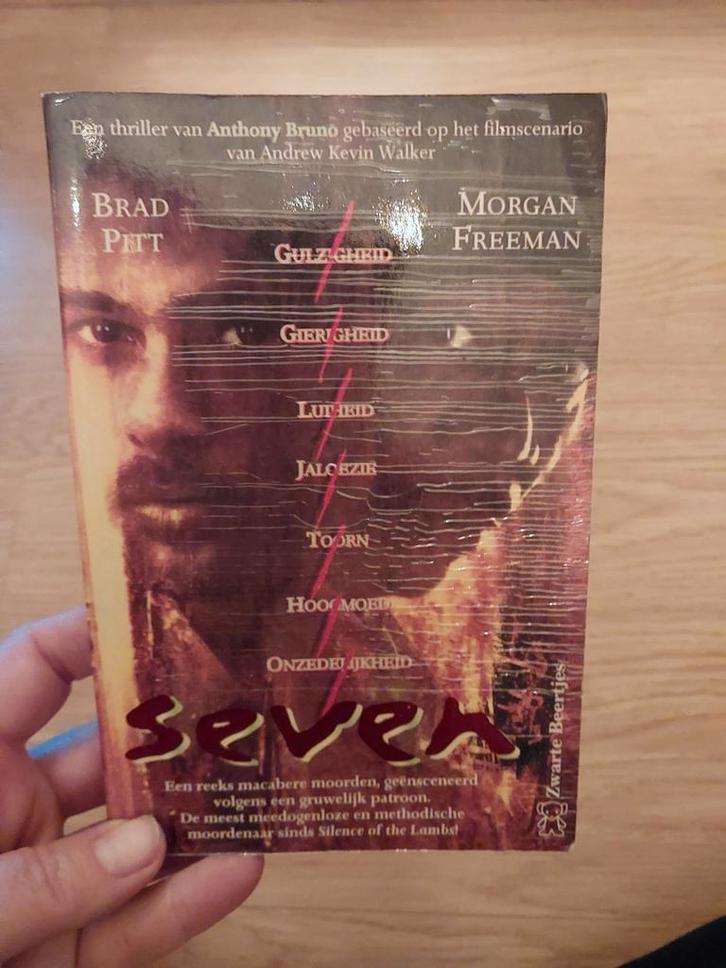 Een thriller van Anthony Bruno gebaseerd op het filmscenario
van Andrew Kevin Walker
BRAD
PITT
MORGAN
FREEMAN
GULZIGHEID
GIERIGHEID
LUIHEID
JALOEZIE
TOORN
HOOGMOED
ONZEDELIJKHEID
seven
Een reeks macabere moorden, geënsceneerd
volgens een gruwelijk patroon.
De meest meedogenloze en methodische
moordenaar sinds Silence of the Lambs!
Zwarte Beertjes